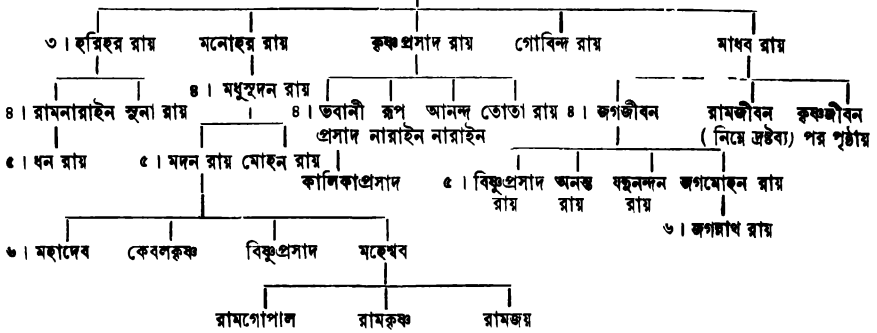 ৩। হরিহর রায় মনোহর রায় কৃষ্ণপ্রসাদ রায় গোবিন্দ রায় মাধব রায়
৪। মধুসূদন রায়
৪। রামনারাইন সুনা রায় ৪। ভবানী রূপ আনন্দ তোতা রায় ৪। জগজীবন রামজীবন কৃষ্ণজীবন
প্রসাদ নারাইন নারাইন (নিম্নে দ্রষ্টব্য) পর পৃষ্ঠায়
৫। ধন রায় ৫। মদন রায় মোহন রায়
কালিকাপ্রসাদ ৫। বিষ্ণুপ্রসাদ অনন্ত যদুনন্দন জগমোহন রায়
রায় রায় রায়
৬। জগন্নাথ রায়
৬। মহাদেব কেবলকৃষ্ণ বিষ্ণুপ্রসাদ মহেশ্বব
রামগোপাল রামকৃষ্ণ রামজয়